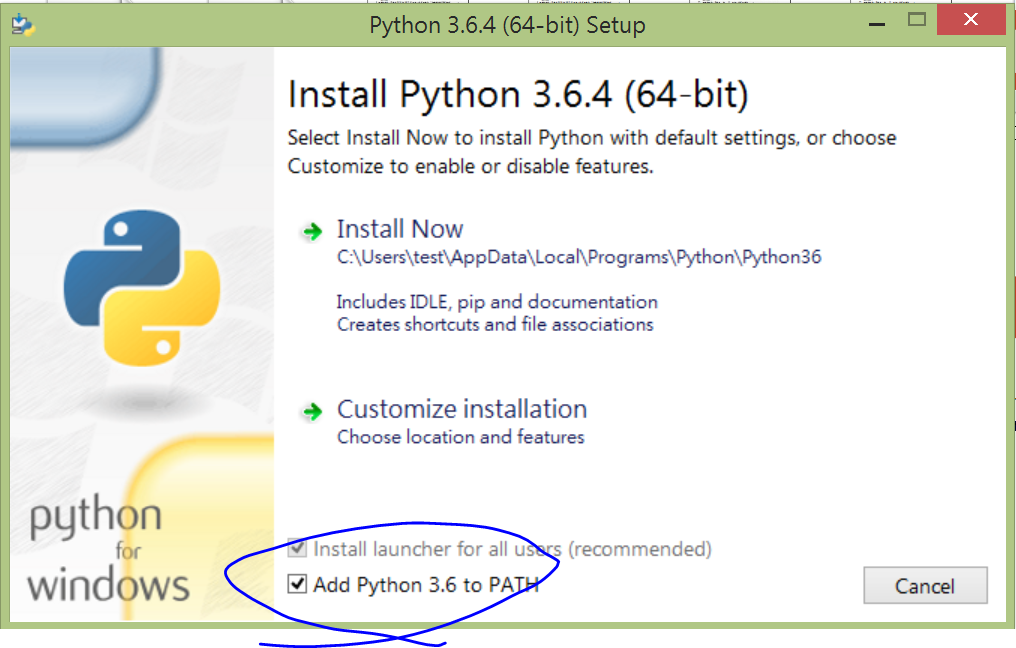 Python 3.6.4 (64-bit) Setup
Install Python 3.6.4 (64-bit)
Select Install Now to install Python with default settings, or choose
Customize to enable or disable features.
Install Now
C:\Users\test\AppData\Local\Programs\Python\Python36
Includes IDLE, pip and documentation
Creates shortcuts and file associations
Customize installation
Choose location and features
python
for
windows
Install launcher for all users (recommended)
Add Python 3.6 to PATH
Cancel